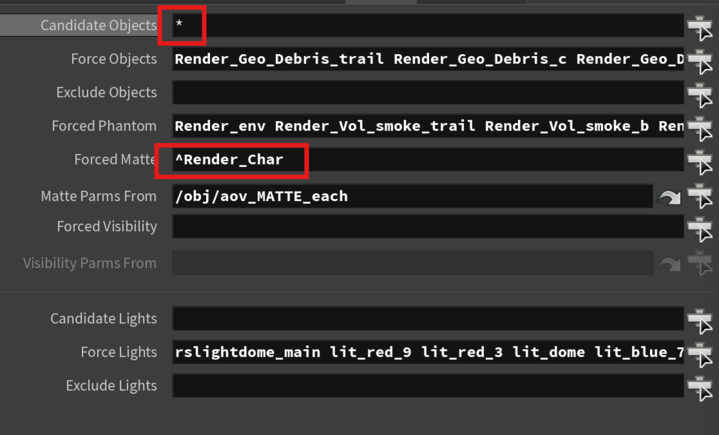 Candidate Objects *
Force Objects Render_Geo_Debris_trail Render_Geo_Debris_c Render_Geo_D
Exclude Objects
Forced Phantom Render_env Render_Vol_smoke_trail Render_Vol_smoke_b Ren
Forced Matte ^Render_Char
Matte Parms From /obj/aov_MATTE_each
Forced Visibility
Visibility Parms From
Candidate Lights
Force Lights rslightdome_main lit_red_9 lit_red_3 lit_dome lit_blue_7
Exclude Lights